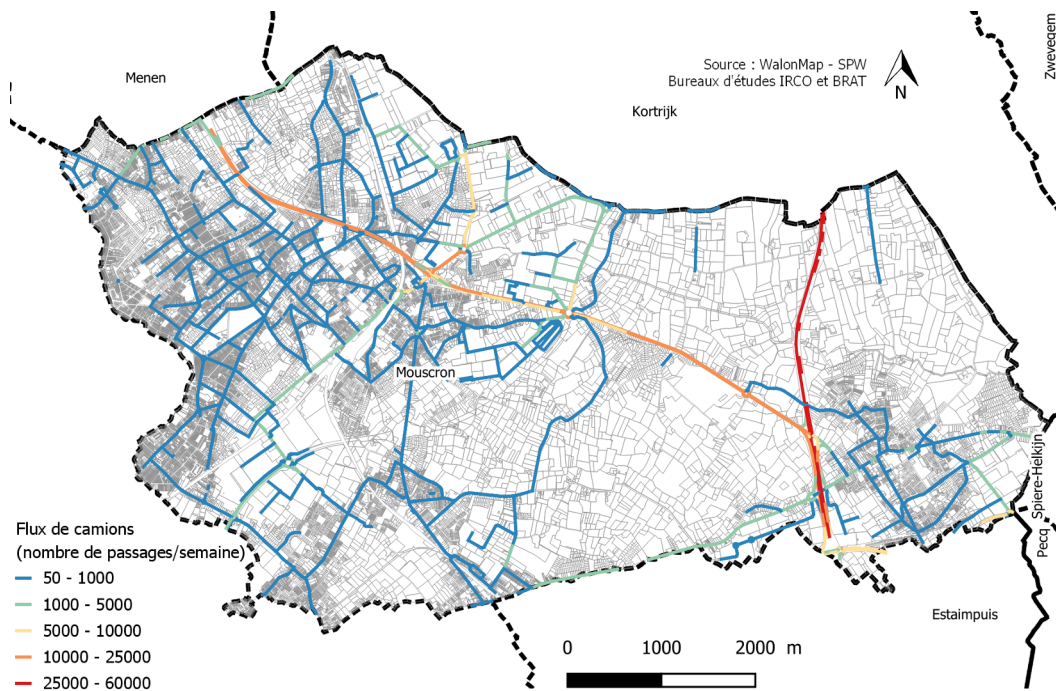 Menen
Source : WalonMap - SPW
Bureaux d'études IRCO et BRAT
N
Zwevegem
Kortrijk
Mouscron
Spiere-Helkijn
Pecq
Estaimpuis
Flux de camions
(nombre de passages/semaine)
50 - 1000
1000 - 5000
5000 - 10000
10000 - 25000
25000 - 60000
0 1000 2000 m